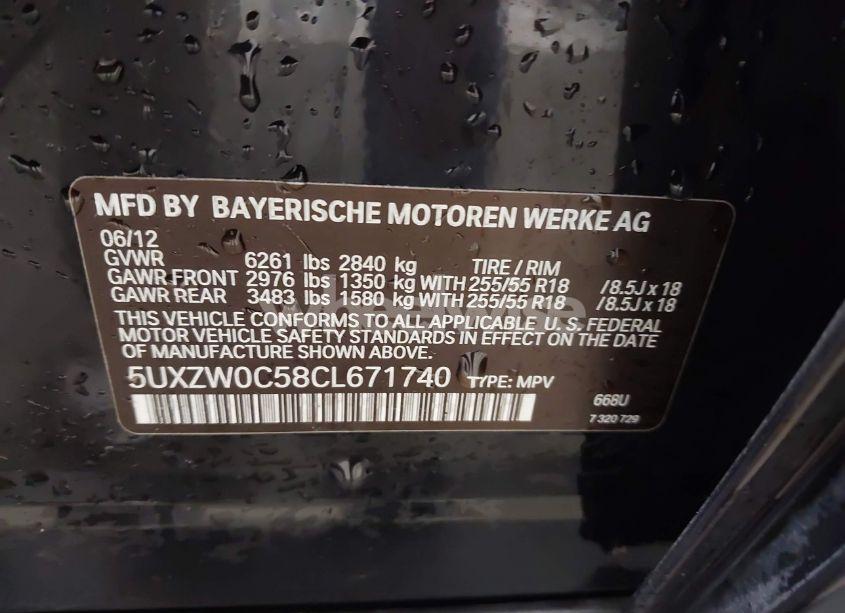 MFD BY BAYERISCHE MOTOREN WERKE AG
06/12
GVWR 6261 lbs 2840 kg TIRE / RIM
GAWR FRONT 2976 lbs 1350 kg WITH 255/55 R18 /8.5J x 18
GAWR REAR 3483 lbs 1580 kg WITH 255/55 R18 /8.5J x 18
THIS VEHICLE CONFORMS TO ALL APPLICABLE U. S. FEDERAL
MOTOR VEHICLE SAFETY STANDARDS IN EFFECT ON THE DATE
OF MANUFACTURE SHOWN ABOVE.
5UXZW0C58CL671740 TYPE: MPV
668U
7 320 729